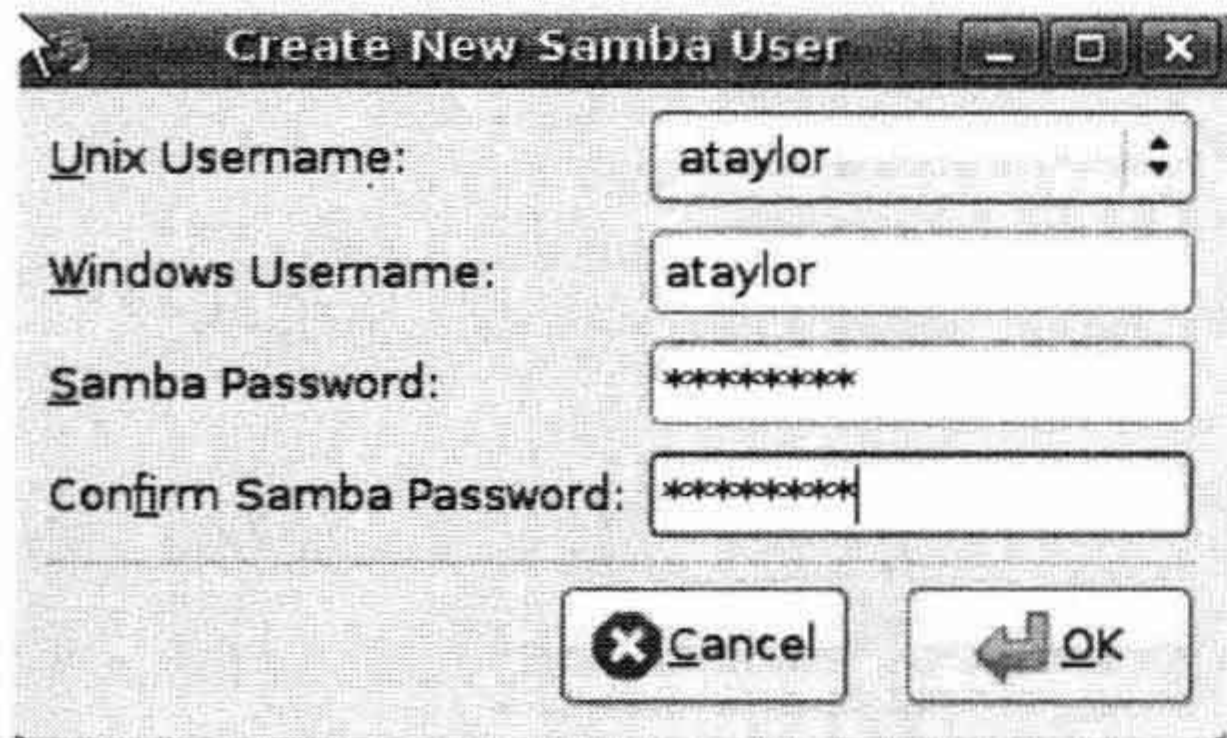 Create New Samba User
Unix Username: ataylor
Windows Username: ataylor
Samba Password: ********
Confirm Samba Password: ********
Cancel OK